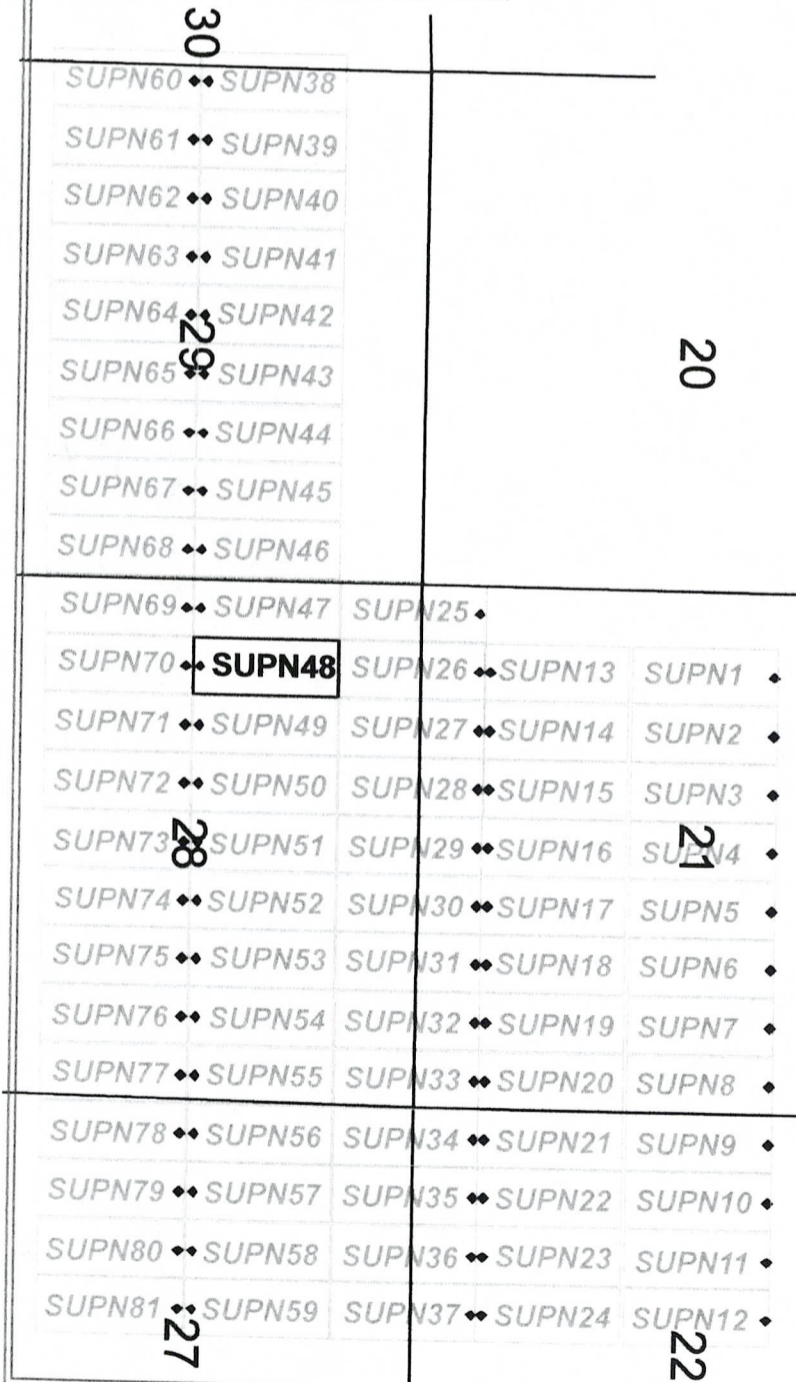 30
SUPN60 SUPN38
SUPN61 SUPN39
SUPN62 SUPN40
SUPN63 SUPN41
SUPN64 SUPN42
29
20
SUPN65 SUPN43
SUPN66 SUPN44
SUPN67 SUPN45
SUPN68 SUPN46
SUPN69 SUPN47 SUPN25
SUPN70 SUPN48 SUPN26 SUPN13 SUPN1
SUPN71 SUPN49 SUPN27 SUPN14 SUPN2
SUPN72 SUPN50 SUPN28 SUPN15 SUPN3
28
21
SUPN73 SUPN51 SUPN29 SUPN16 SUPN4
SUPN74 SUPN52 SUPN30 SUPN17 SUPN5
SUPN75 SUPN53 SUPN31 SUPN18 SUPN6
SUPN76 SUPN54 SUPN32 SUPN19 SUPN7
SUPN77 SUPN55 SUPN33 SUPN20 SUPN8
SUPN78 SUPN56 SUPN34 SUPN21 SUPN9
SUPN79 SUPN57 SUPN35 SUPN22 SUPN10
SUPN80 SUPN58 SUPN36 SUPN23 SUPN11
SUPN81 SUPN59 SUPN37 SUPN24 SUPN12
27
22